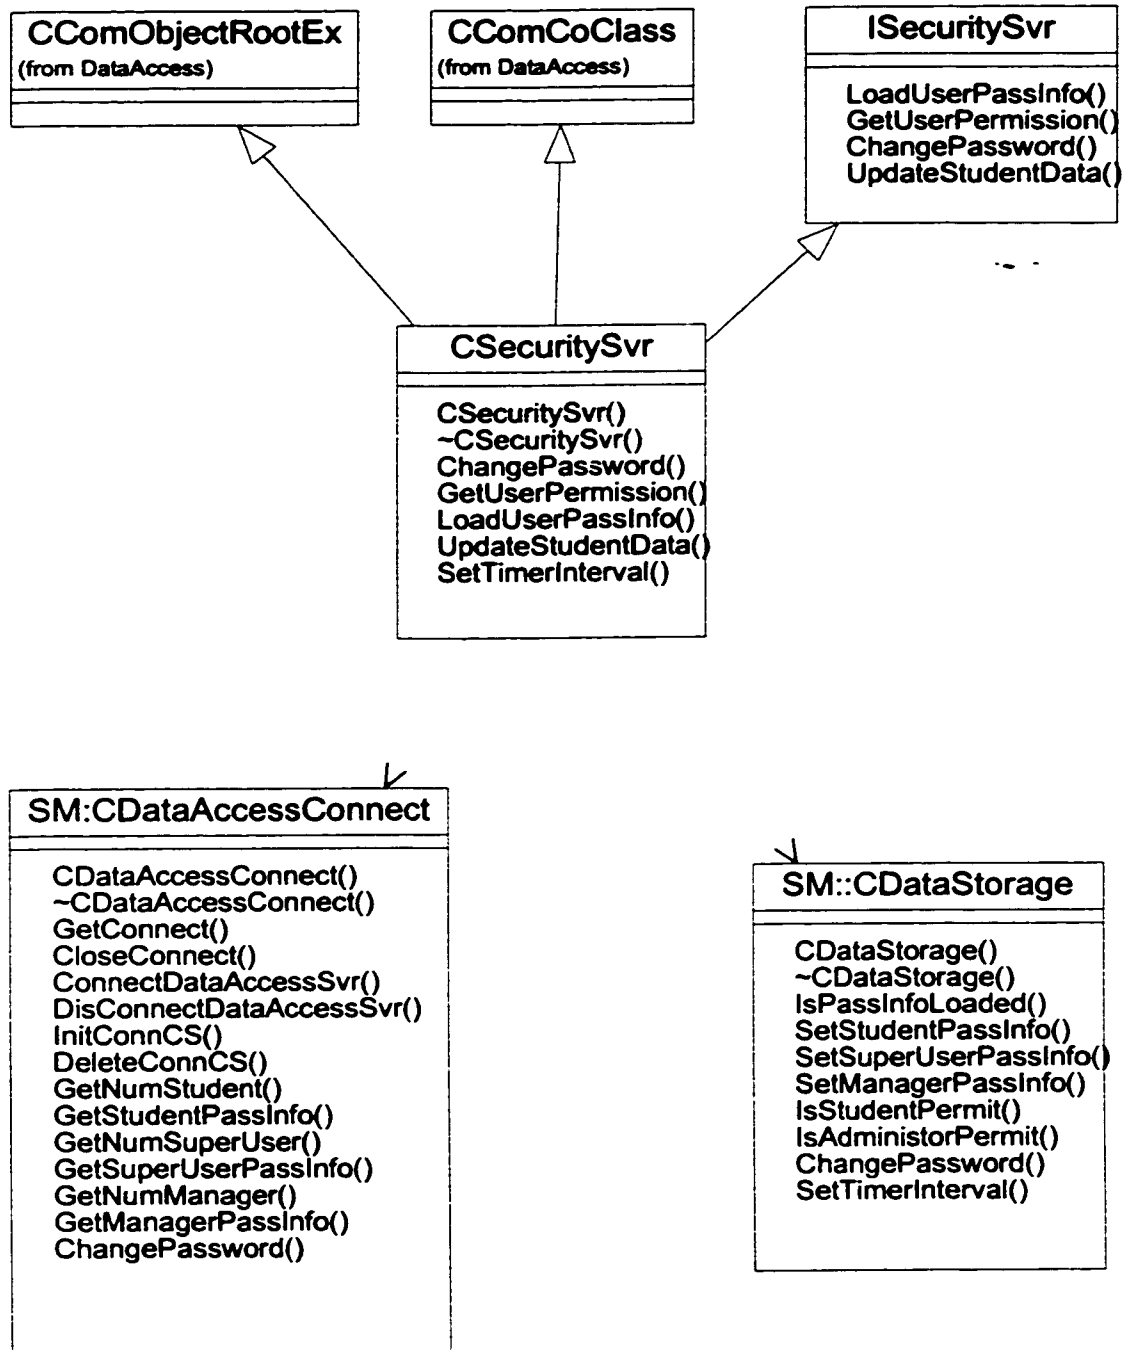 CComObjectRootEx
(from DataAccess)
CComCoClass
(from DataAccess)
ISecuritySvr
LoadUserPassInfo()
GetUserPermission()
ChangePassword()
UpdateStudentData()
CSecuritySvr
CSecuritySvr()
~CSecuritySvr()
ChangePassword()
GetUserPermission()
LoadUserPassInfo()
UpdateStudentData()
SetTimerInterval()
SM:CDataAccessConnect
CDataAccessConnect()
~CDataAccessConnect()
GetConnect()
CloseConnect()
ConnectDataAccessSvr()
DisConnectDataAccessSvr()
InitConnCS()
DeleteConnCS()
GetNumStudent()
GetStudentPassInfo()
GetNumSuperUser()
GetSuperUserPassInfo()
GetNumManager()
GetManagerPassInfo()
ChangePassword()
SM::CDataStorage
CDataStorage()
~CDataStorage()
IsPassInfoLoaded()
SetStudentPassInfo()
SetSuperUserPassInfo()
SetManagerPassInfo()
IsStudentPermit()
IsAdministorPermit()
ChangePassword()
SetTimerInterval()